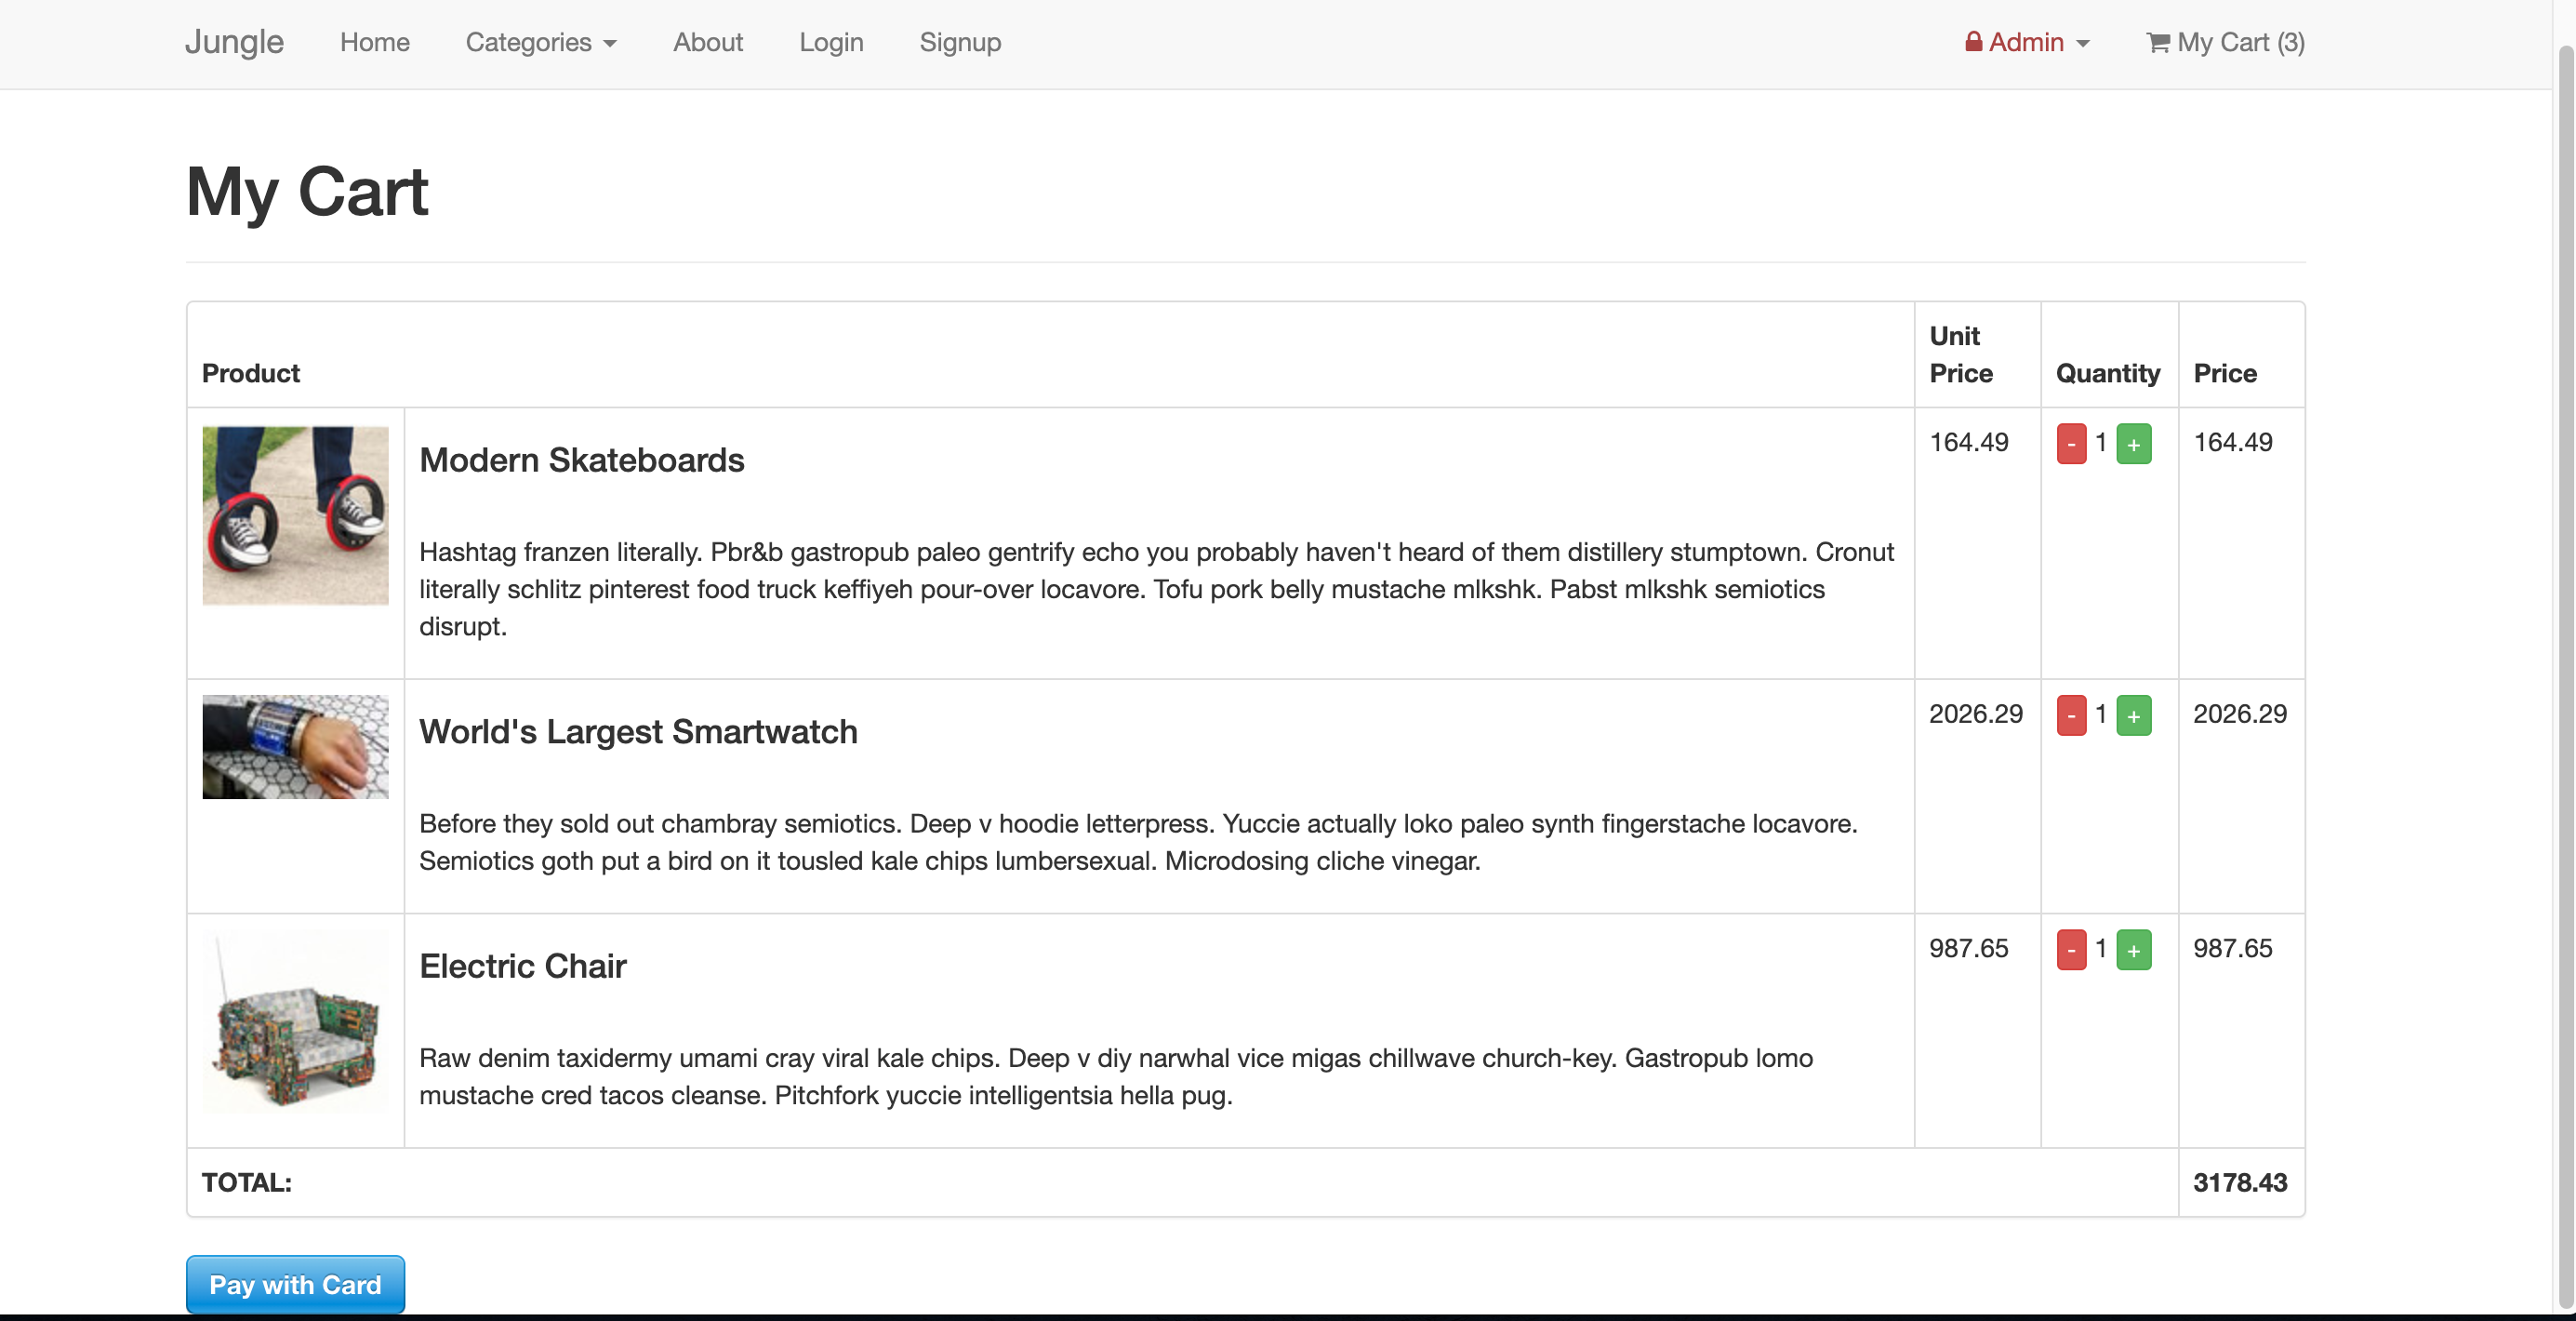 Jungle Home Categories About Login Signup Admin My Cart (3)
My Cart
Product Unit Price Quantity Price
Modern Skateboards 164.49 - 1 + 164.49
Hashtag franzen literally. Pbr&b gastropub paleo gentrify echo you probably haven't heard of them distillery stumptown. Cronut
literally schlitz pinterest food truck keffiyeh pour-over locavore. Tofu pork belly mustache mlkshk. Pabst mlkshk semiotics
disrupt.
World's Largest Smartwatch 2026.29 - 1 + 2026.29
Before they sold out chambray semiotics. Deep v hoodie letterpress. Yuccie actually loko paleo synth fingerstache locavore.
Semiotics goth put a bird on it tousled kale chips lumbersexual. Microdosing cliche vinegar.
Electric Chair 987.65 - 1 + 987.65
Raw denim taxidermy umami cray viral kale chips. Deep v diy narwhal vice migas chillwave church-key. Gastropub lomo
mustache cred tacos cleanse. Pitchfork yuccie intelligentsia hella pug.
TOTAL: 3178.43
Pay with Card